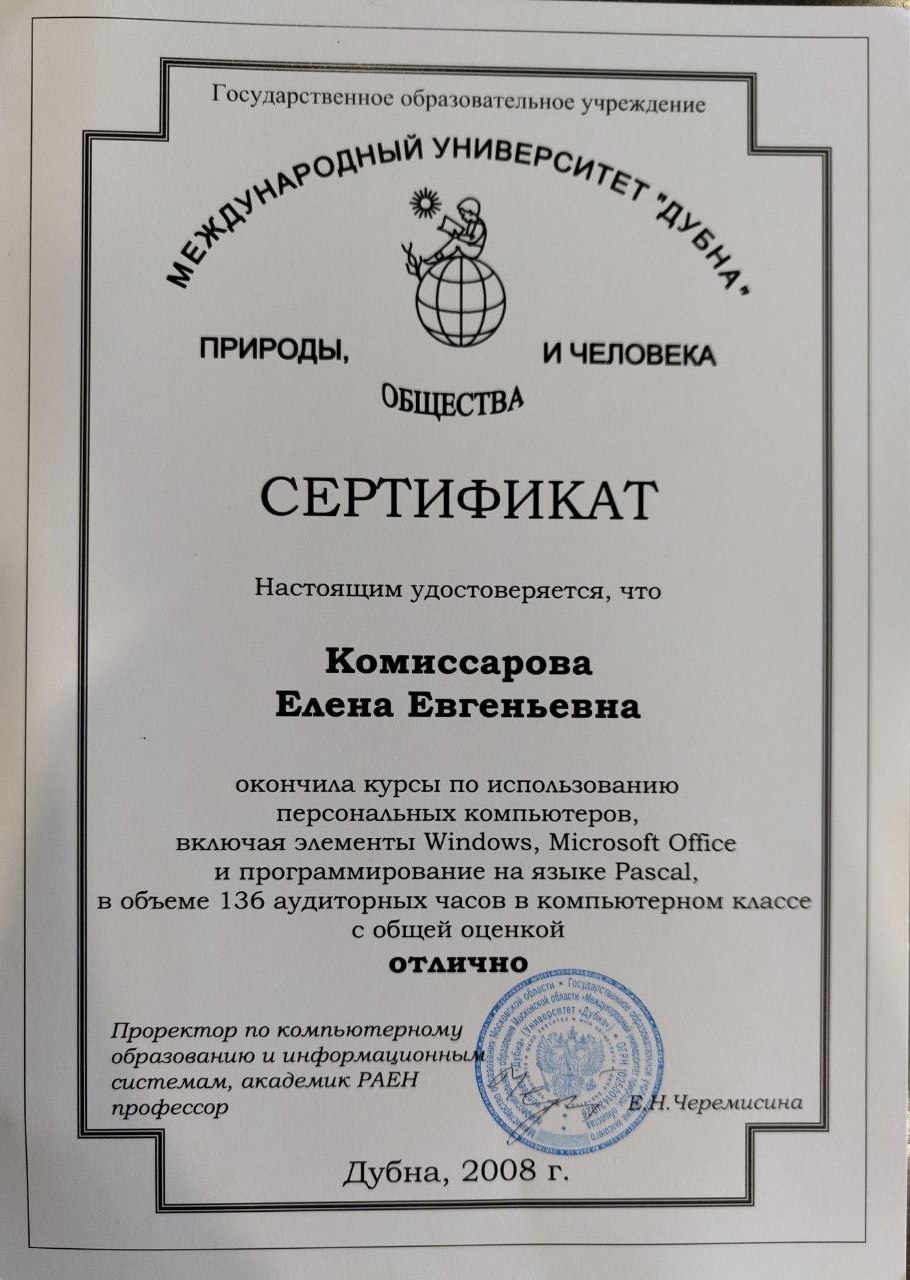 Государственное образовательное учреждение
МЕЖДУНАРОДНЫЙ УНИВЕРСИТЕТ "ДУБНА"
ПРИРОДЫ,
ОБЩЕСТВА
И ЧЕЛОВЕКА
СЕРТИФИКАТ
Настоящим удостоверяется, что
Комиссарова
Елена Евгеньевна
окончила курсы по использованию
персональных компьютеров,
включая элементы Windows, Microsoft Office
и программирование на языке Pascal,
в объеме 136 аудиторных часов в компьютерном классе
с общей оценкой
отлично
Проректор по компьютерному
образованию и информационным
системам, академик РАЕН
профессор
Е.Н.Черемисина
Дубна, 2008 г.